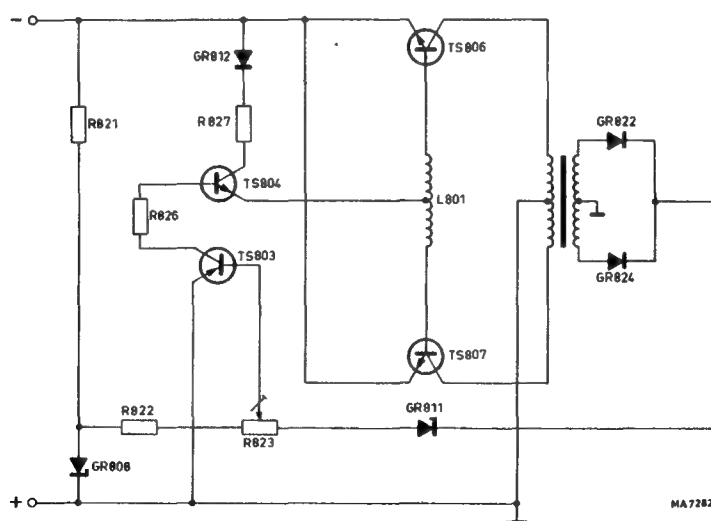 −
GR812
TS806
R821
R827
GR822
TS804
L801
R826
GR824
TS803
TS807
R822
GR811
R823
GR808
+
MA7282